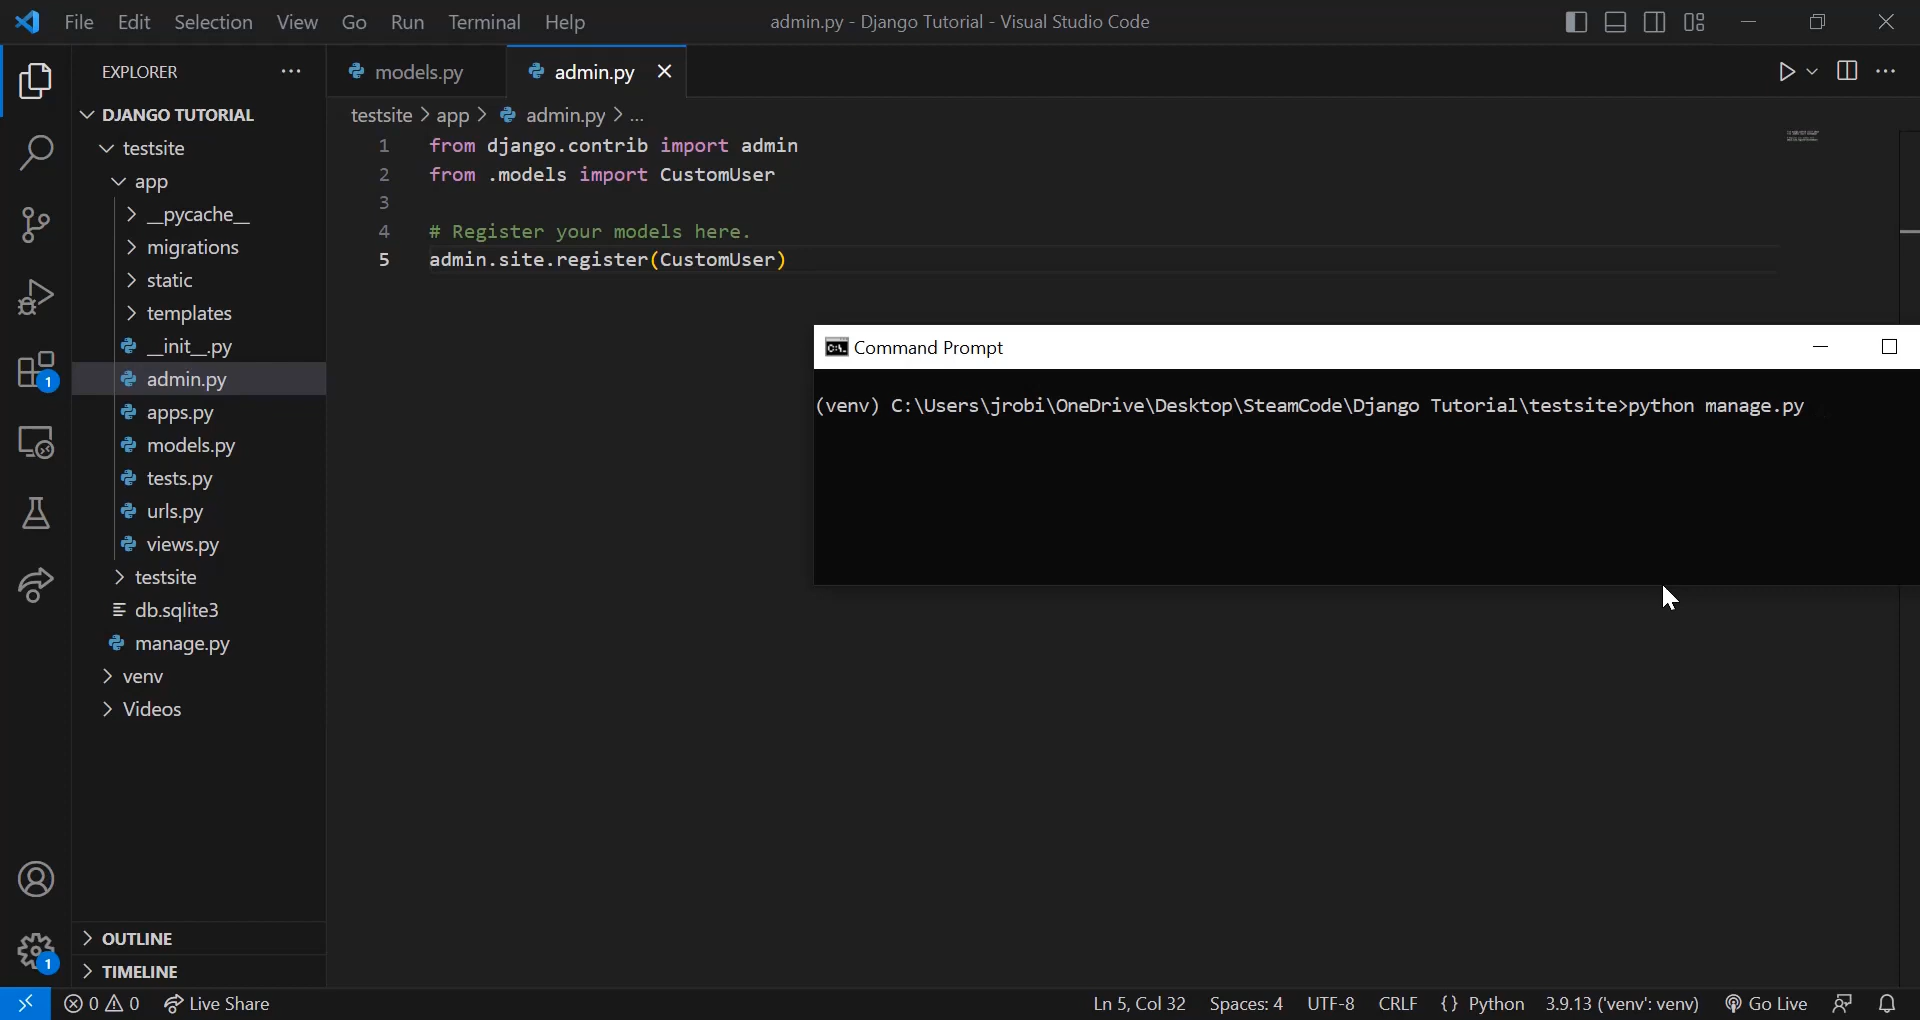 File Edit Selection View Go Run Terminal Help
admin.py - Django Tutorial - Visual Studio Code
EXPLORER
models.py
admin.py
DJANGO TUTORIAL
testsite > app > admin.py > ...
testsite
app
__pycache__
migrations
static
templates
__init__.py
admin.py
apps.py
models.py
tests.py
urls.py
views.py
testsite
db.sqlite3
manage.py
venv
Videos
OUTLINE
TIMELINE
1 from django.contrib import admin
2 from .models import CustomUser
3
4 # Register your models here.
5 admin.site.register(CustomUser)
C:\. Command Prompt
(venv) C:\Users\jrobi\OneDrive\Desktop\SteamCode\Django Tutorial\testsite>python manage.py
1
1
0 0 Live Share
Ln 5, Col 32 Spaces: 4 UTF-8 CRLF {} Python 3.9.13 ('venv': venv) Go Live